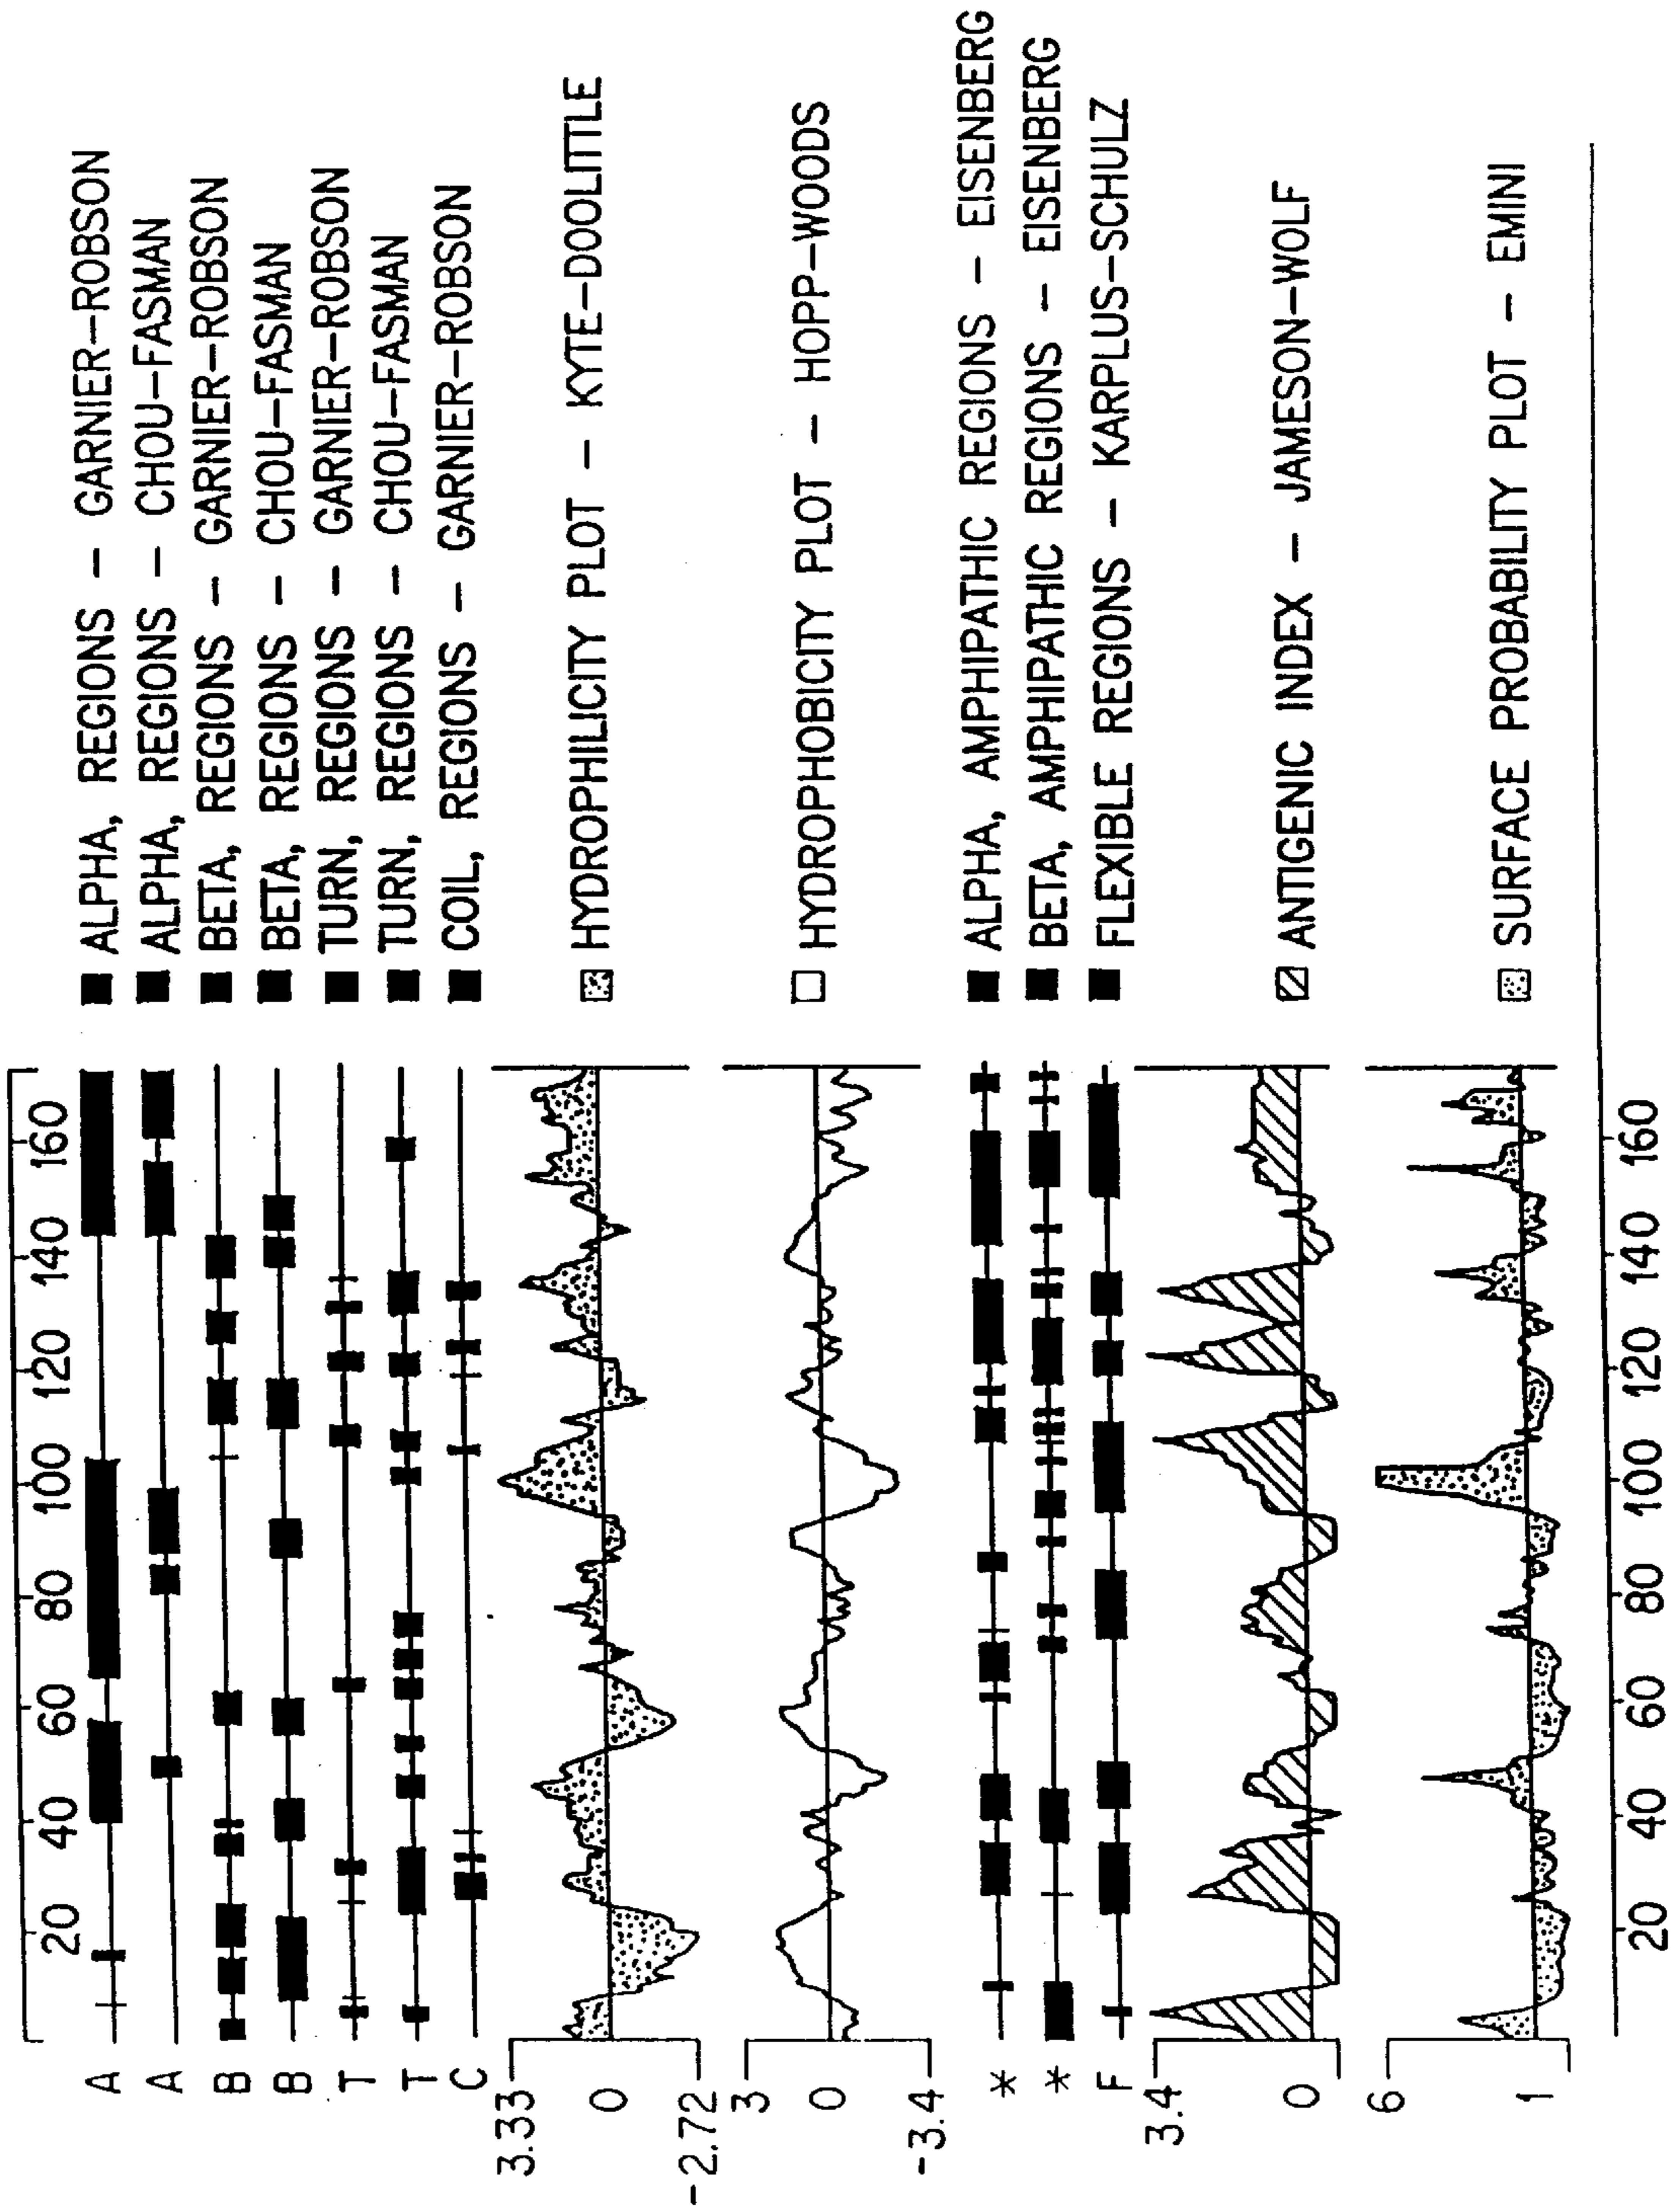 20 40 60 80 100 120 140 160
A ALPHA, REGIONS – GARNIER–ROBSON
A ALPHA, REGIONS – CHOU–FASMAN
B BETA, REGIONS – GARNIER–ROBSON
B BETA, REGIONS – CHOU–FASMAN
T TURN, REGIONS – GARNIER–ROBSON
T TURN, REGIONS – CHOU–FASMAN
C COIL, REGIONS – GARNIER–ROBSON
3.33
0 HYDROPHILICITY PLOT – KYTE–DOOLITTLE
-2.72
3
0 HYDROPHOBICITY PLOT – HOPP–WOODS
-3.4
* ALPHA, AMPHIPATHIC REGIONS – EISENBERG
* BETA, AMPHIPATHIC REGIONS – EISENBERG
F FLEXIBLE REGIONS – KARPLUS–SCHULZ
3.4
0 ANTIGENIC INDEX – JAMESON–WOLF
6
1 SURFACE PROBABILITY PLOT – EMINI
20 40 60 80 100 120 140 160